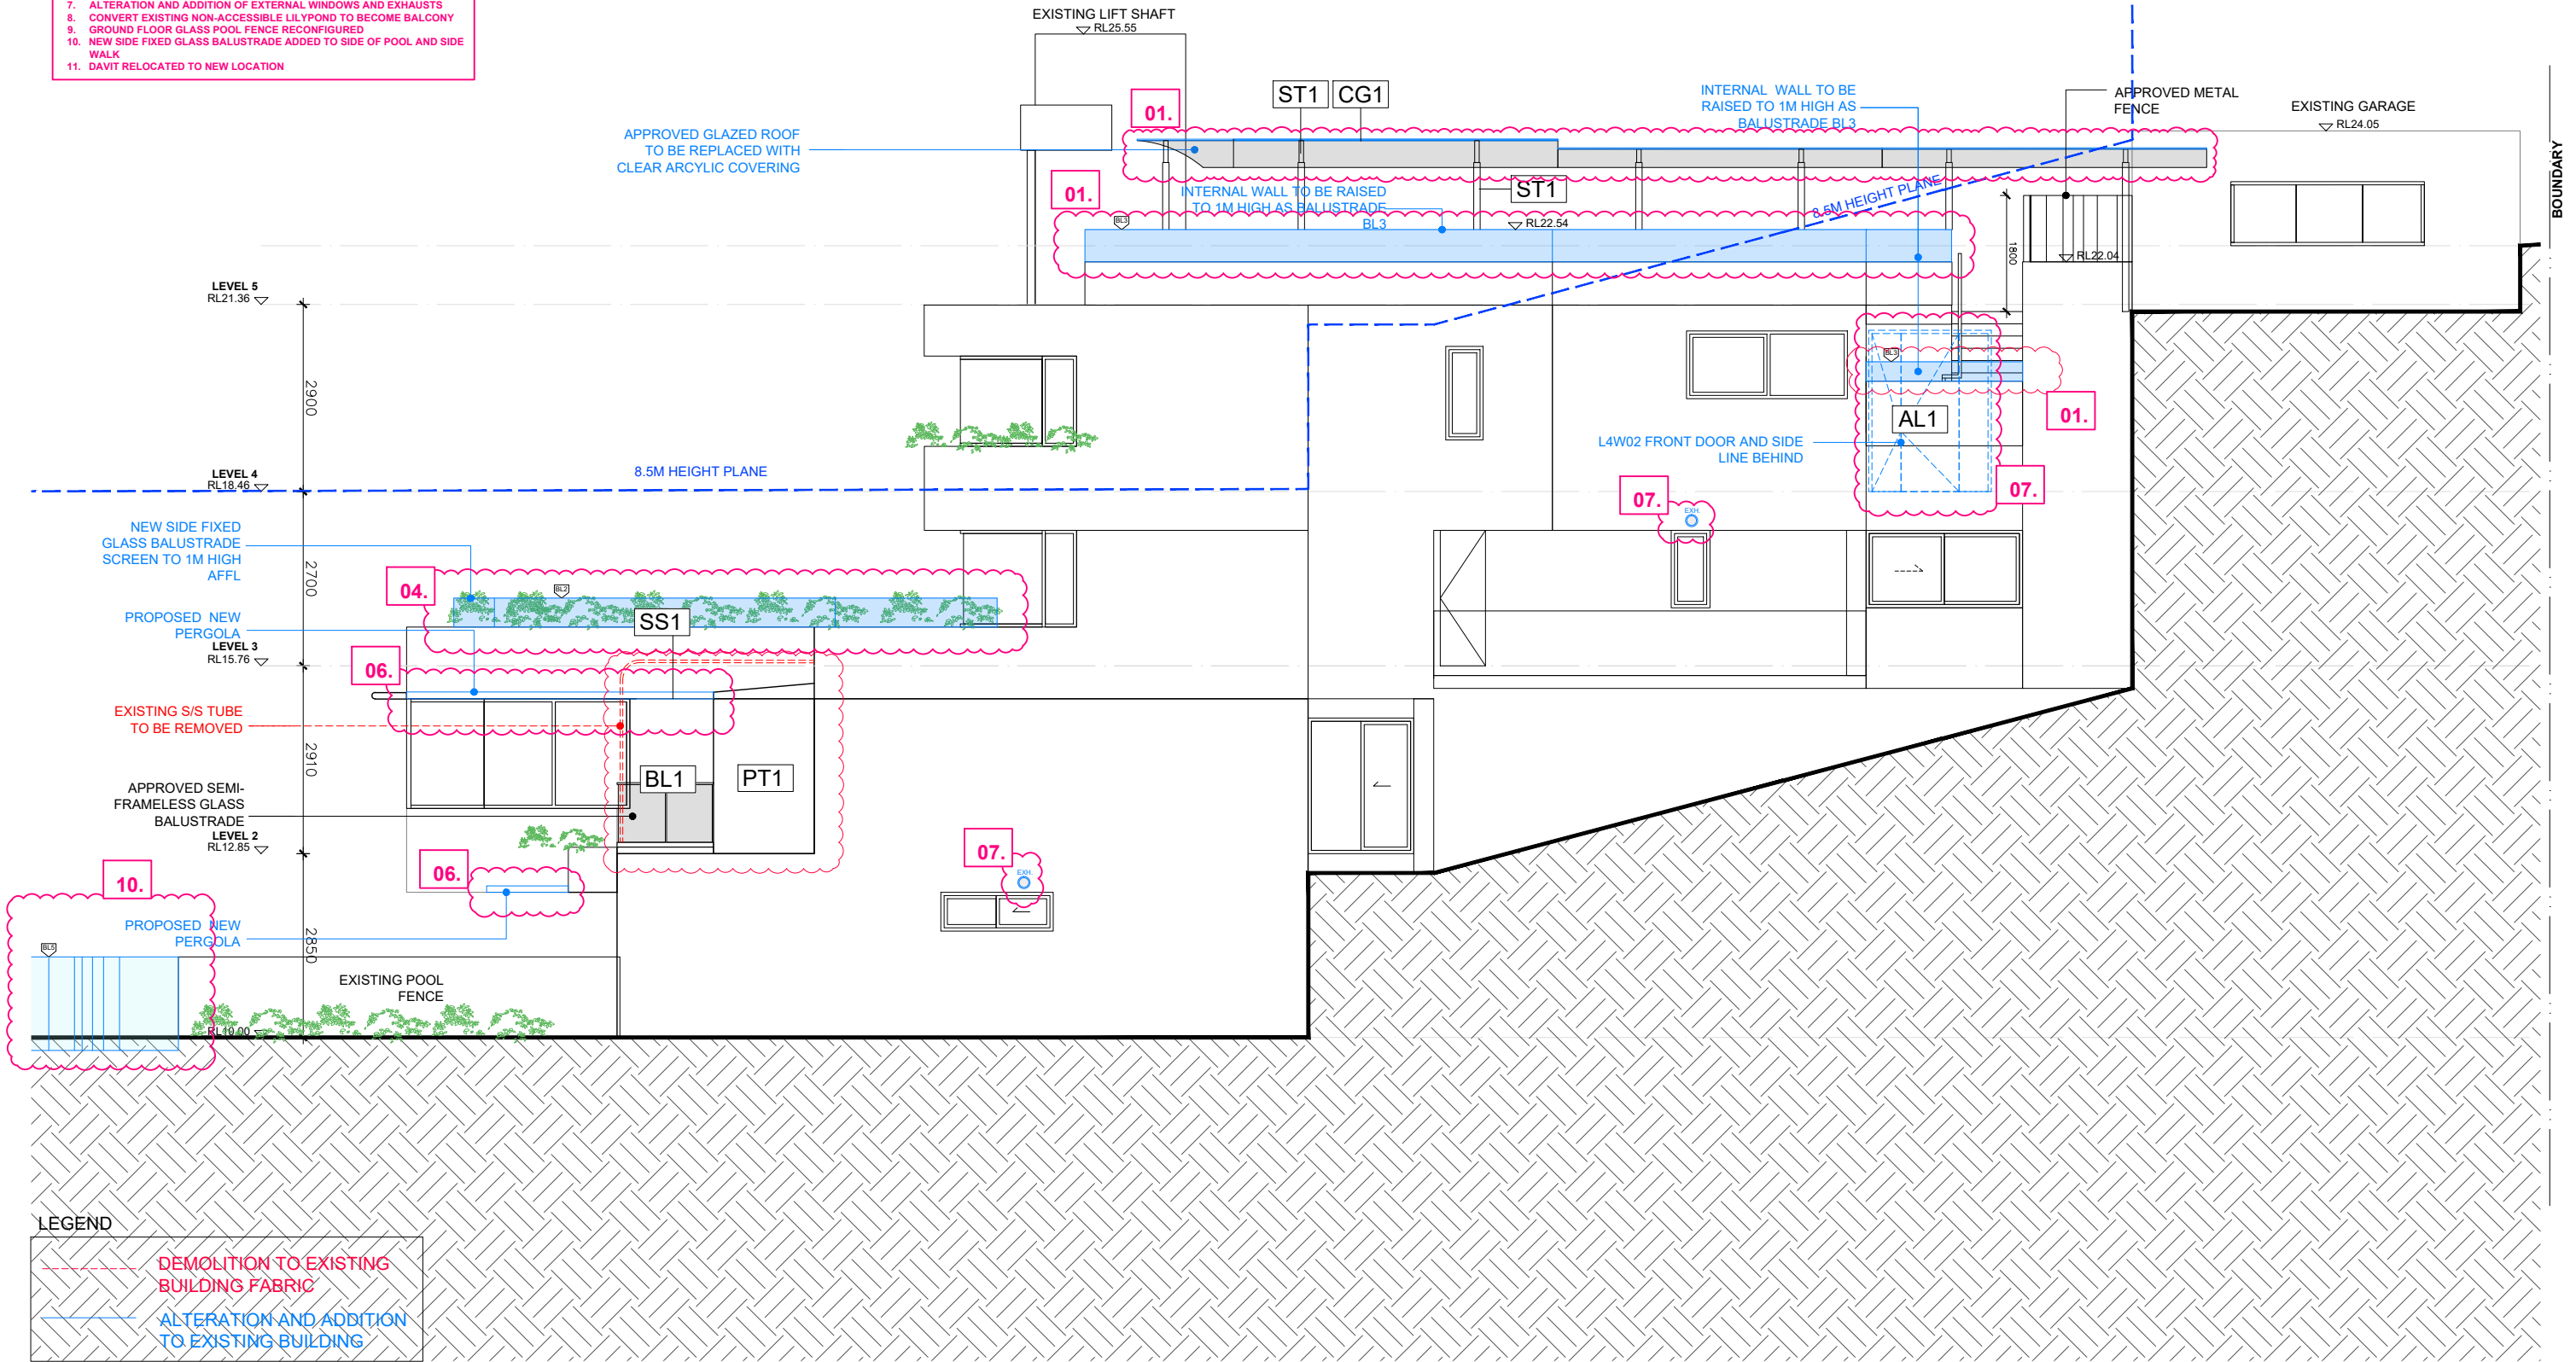 7. ALTERATION AND ADDITION OF EXTERNAL WINDOWS AND EXHAUSTS
8. CONVERT EXISTING NON-ACCESSIBLE LILYPOND TO BECOME BALCONY
9. GROUND FLOOR GLASS POOL FENCE RECONFIGURED
10. NEW SIDE FIXED GLASS BALUSTRADE ADDED TO SIDE OF POOL AND SIDE
WALK
11. DAVIT RELOCATED TO NEW LOCATION
EXISTING LIFT SHAFT
RL25.55
01.
ST1
CG1
INTERNAL WALL TO BE
RAISED TO 1M HIGH AS
BALUSTRADE BL3
APPROVED METAL
FENCE
EXISTING GARAGE
RL24.05
BOUNDARY
APPROVED GLAZED ROOF
TO BE REPLACED WITH
CLEAR ARCYLIC COVERING
01.
INTERNAL WALL TO BE RAISED
TO 1M HIGH AS BALUSTRADE
BL3
ST1
8.5M HEIGHT PLANE
BL3
RL22.54
1800
RL22.04
LEVEL 5
RL21.36
2900
BL3
AL1
01.
L4W02 FRONT DOOR AND SIDE
LINE BEHIND
LEVEL 4
RL18.46
8.5M HEIGHT PLANE
07.
07.
EXH.
NEW SIDE FIXED
GLASS BALUSTRADE
SCREEN TO 1M HIGH
AFFL
2700
04.
BL2
SS1
PROPOSED NEW
PERGOLA
LEVEL 3
RL15.76
06.
EXISTING S/S TUBE
TO BE REMOVED
2910
BL1
PT1
APPROVED SEMI-
FRAMELESS GLASS
BALUSTRADE
LEVEL 2
RL12.85
07.
EXH.
06.
10.
PROPOSED NEW
PERGOLA
2850
BL5
EXISTING POOL
FENCE
RL10.00
LEGEND
DEMOLITION TO EXISTING
BUILDING FABRIC
ALTERATION AND ADDITION
TO EXISTING BUILDING